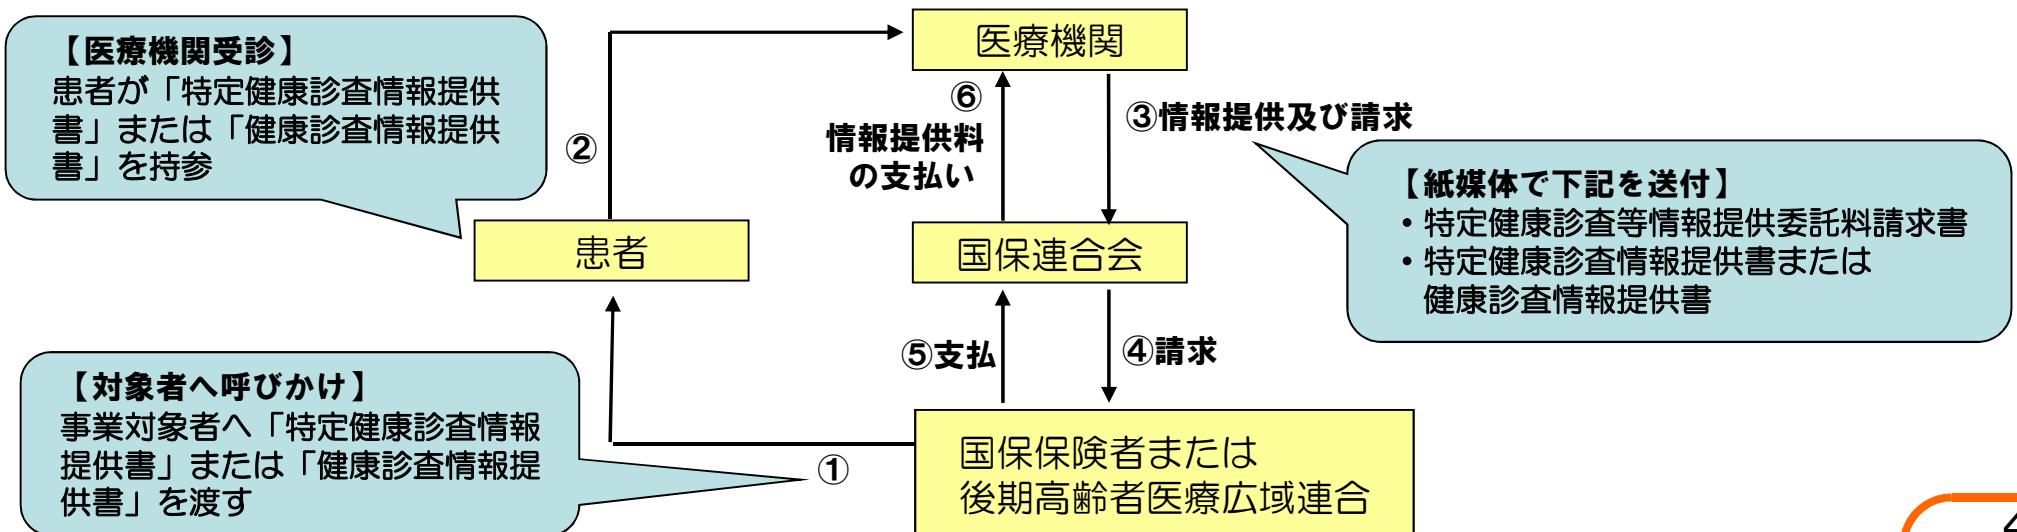 【医療機関受診】
患者が「特定健康診査情報提供
書」または「健康診査情報提供
書」を持参
②
医療機関
⑥
情報提供料
の支払い
③情報提供及び請求
【紙媒体で下記を送付】
・特定健康診査等情報提供委託料請求書
・特定健康診査情報提供書または
健康診査情報提供書
患者
国保連合会
⑤支払
④請求
【対象者へ呼びかけ】
事業対象者へ「特定健康診査情報
提供書」または「健康診査情報提
供書」を渡す
①
国保保険者または
後期高齢者医療広域連合